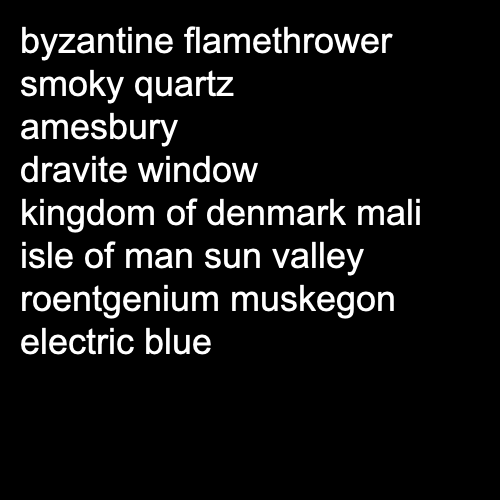 byzantine flamethrower
smoky quartz
amesbury
dravite window
kingdom of denmark mali
isle of man sun valley
roentgenium muskegon
electric blue